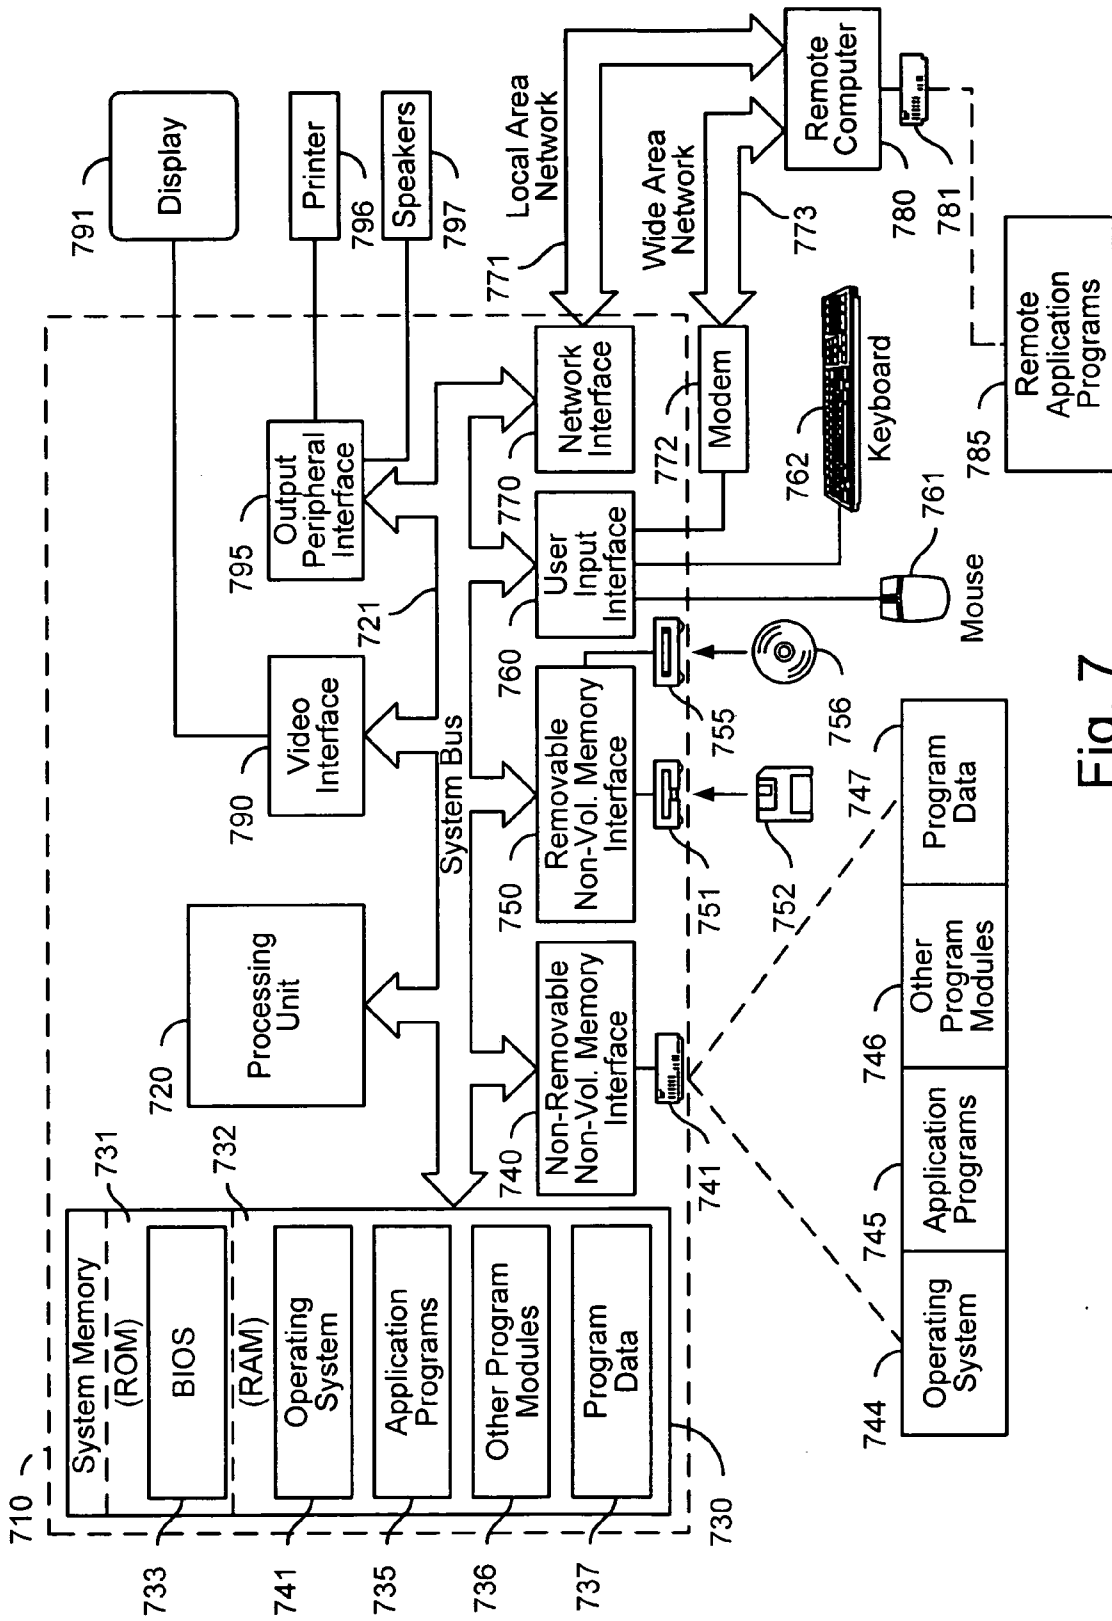 710
System Memory
(ROM)
731
BIOS
733
(RAM)
732
Operating
System
741
Application
Programs
735
Other Program
Modules
736
Program
Data
737
730
720
Processing
Unit
790
Video
Interface
721
System Bus
795
Output
Peripheral
Interface
791
Display
Printer
796
Speakers
797
740
Non-Removable
Non-Vol. Memory
Interface
741
750
Removable
Non-Vol. Memory
Interface
751
752
755
756
760
User
Input
Interface
770
Network
Interface
771
Local Area
Network
772
Modem
Wide Area
Network
773
Remote
Computer
780
781
762
Keyboard
761
Mouse
785
Remote
Application
Programs
744
Operating
System
745
Application
Programs
746
Other
Program
Modules
747
Program
Data
Fig. 7